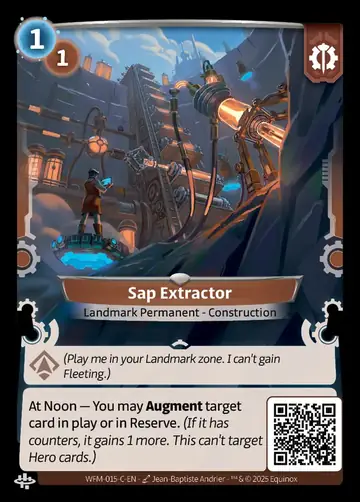 1
1
Sap Extractor
Landmark Permanent - Construction
(Play me in your Landmark zone. I can't gain
Fleeting.)
At Noon — You may Augment target
card in play or in Reserve. (If it has
counters, it gains 1 more. This can't target
Hero cards.)
WFM-015-C-EN - Jean-Baptiste Andrier - ™ & © 2025 Equinox